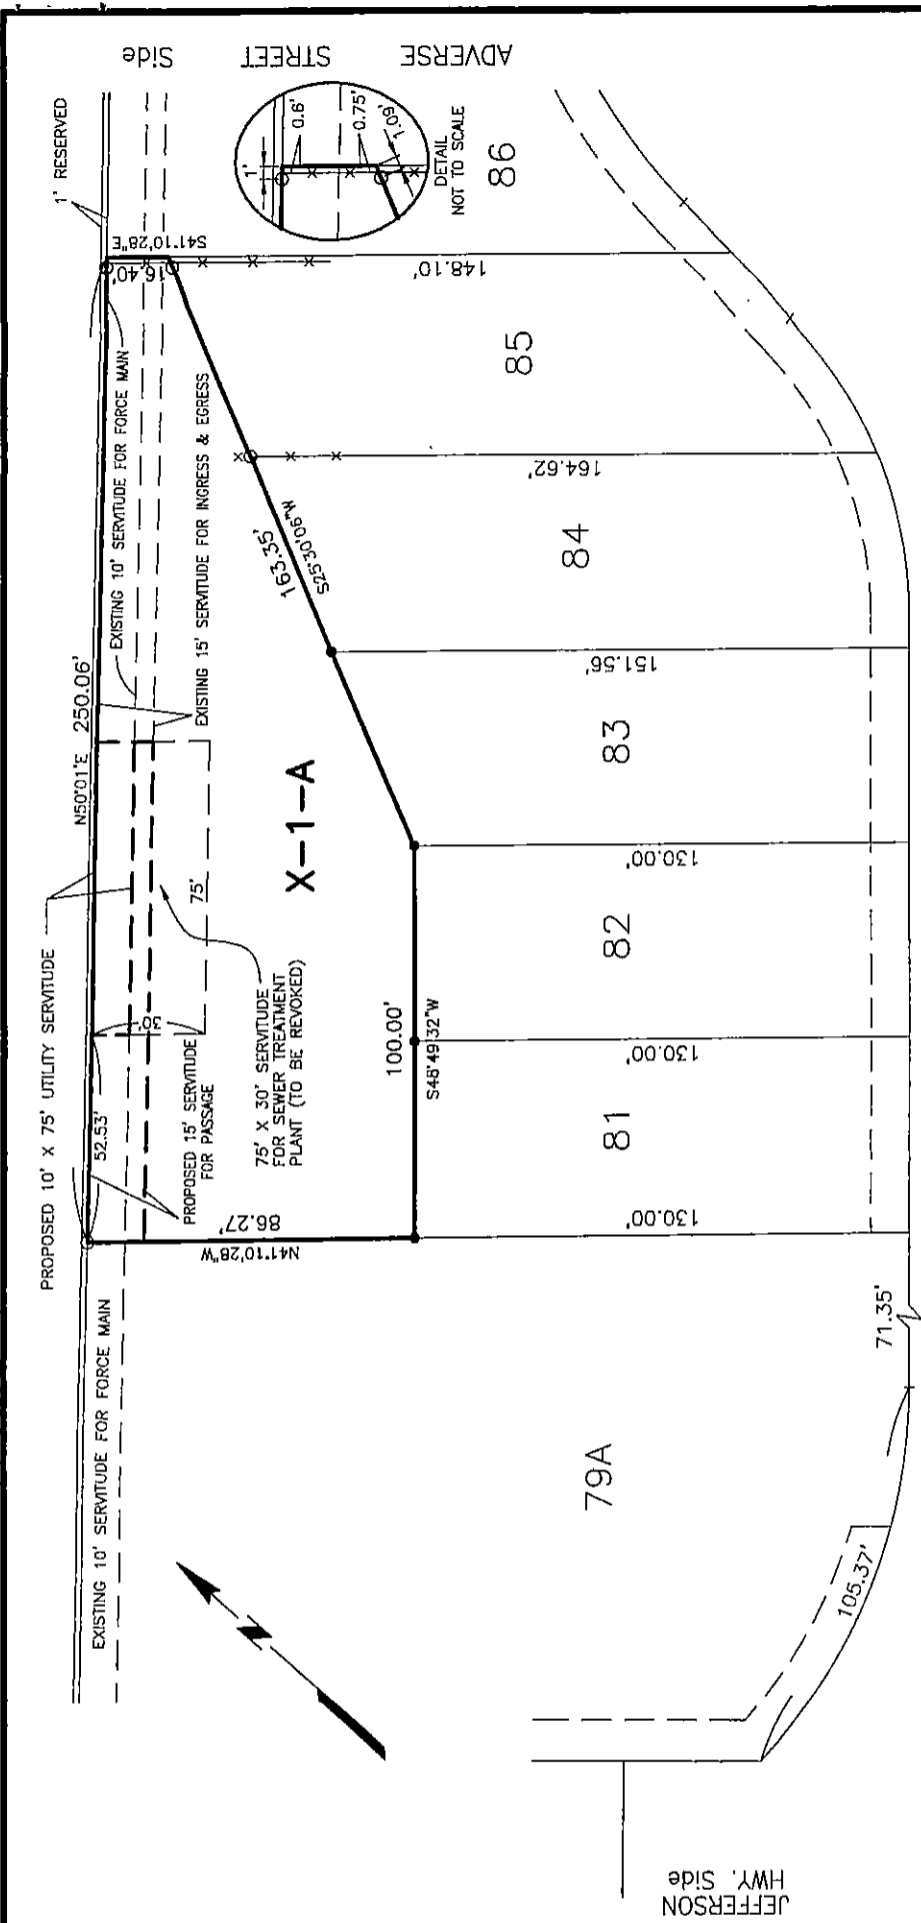 ADVERSE
STREET
Side
1' RESERVED
S41°10'28"E
16.40'
1'
0.6'
0.75'
1.09'
DETAIL
NOT TO SCALE
86
148.10'
EXISTING 10' SERVITUDE FOR FORCE MAIN
EXISTING 15' SERVITUDE FOR INGRESS & EGRESS
85
164.62'
N50°01'E 250.06'
163.35'
S25°30'06"W
84
151.56'
PROPOSED 10' X 75' UTILITY SERVITUDE
X-1-A
75'
30'
83
130.00'
75' X 30' SERVITUDE
FOR SEWER TREATMENT
PLANT (TO BE REVOKED)
82
130.00'
100.00'
S48°49'32"W
52.53'
PROPOSED 15' SERVITUDE
FOR PASSAGE
81
130.00'
86.27'
N41°10'28"W
EXISTING 10' SERVITUDE FOR FORCE MAIN
71.35'
79A
105.37'
N
JEFFERSON
HWY. Side